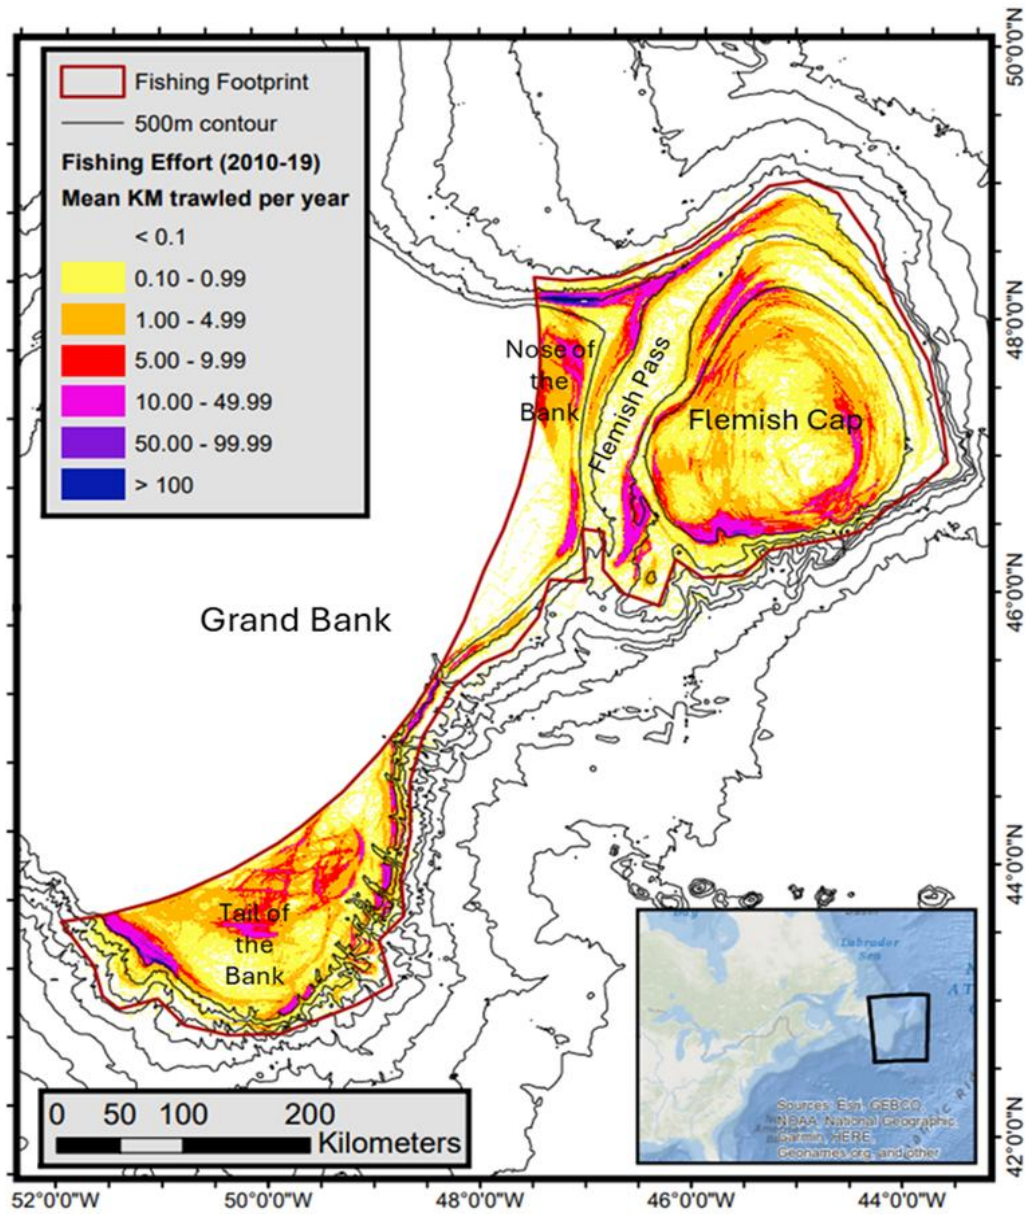 Fishing Footprint
500m contour
Fishing Effort (2010-19)
Mean KM trawled per year
< 0.1
0.10 - 0.99
1.00 - 4.99
5.00 - 9.99
10.00 - 49.99
50.00 - 99.99
> 100
50°0'0"N
48°0'0"N
46°0'0"N
44°0'0"N
42°0'0"N
Nose of
the
Bank
Flemish Pass
Flemish Cap
Grand Bank
Tail of
the
Bank
Labrador
Sea
Sources: Esri, GEBCO,
NOAA, National Geographic,
Garmin, HERE,
Geonames.org, and other
0 50 100 200
Kilometers
52°0'0"W 50°0'0"W 48°0'0"W 46°0'0"W 44°0'0"W